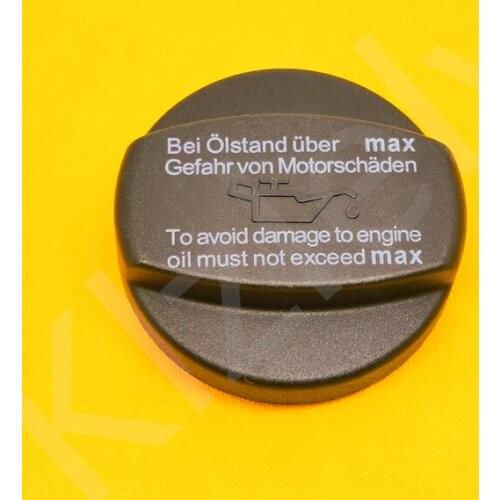 Bei Ölstand über max
Gefahr von Motorschäden
To avoid damage to engine
oil must not exceed max